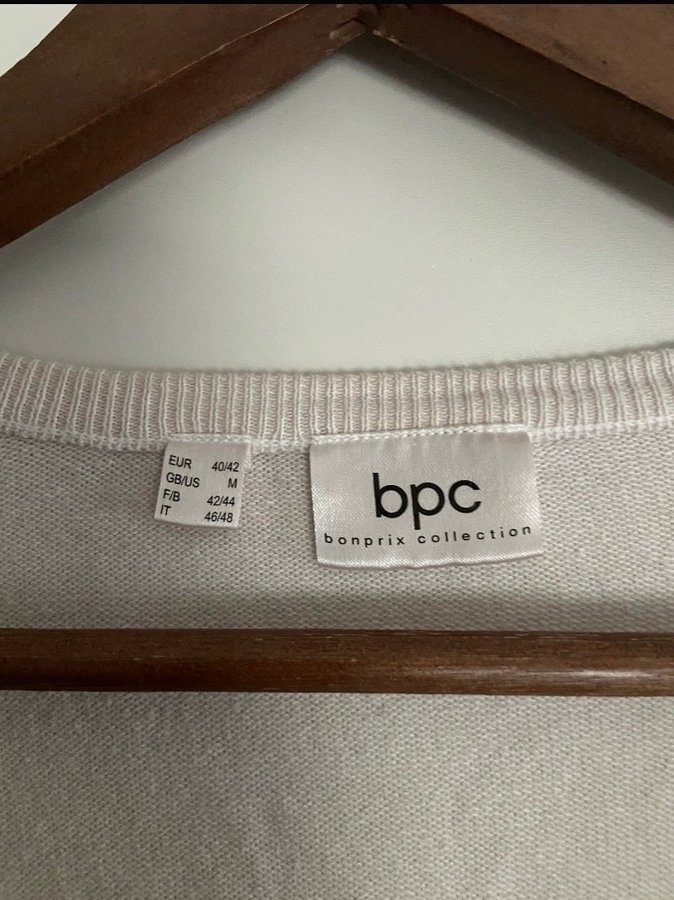 EUR 40/42
GB/US M
F/B 42/44
IT 46/48
bpc
bonprix collection